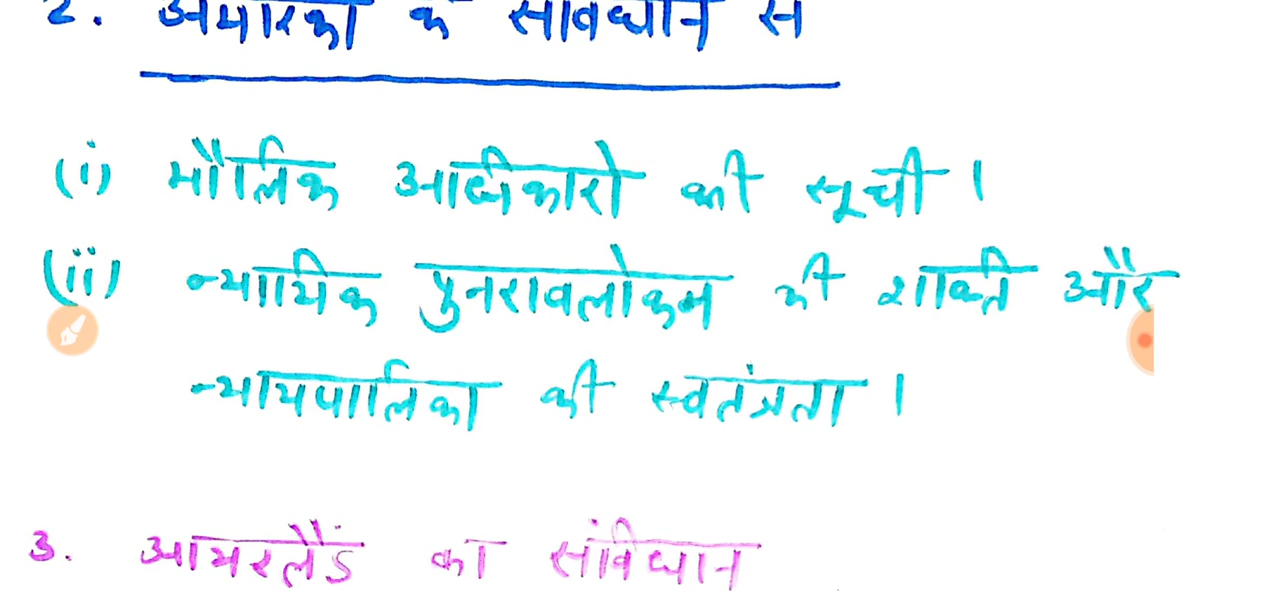 2. अमेरिका के संविधान से
(i) मौलिक अधिकारो की सूची ।
(ii) न्यायिक पुनरावलोकन की शक्ति और
न्यायपालिका की स्वतंत्रता ।
3. आयरलैंड का संविधान